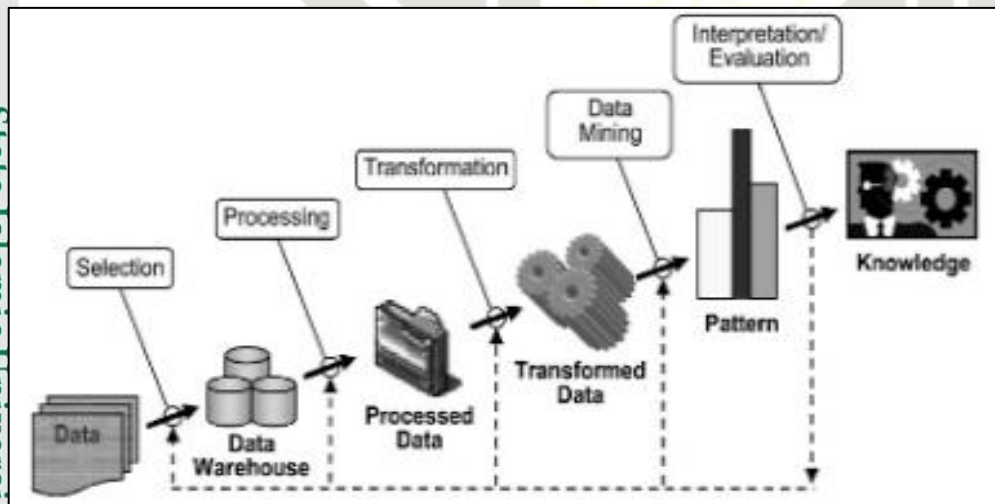 Interpretation/
Evaluation
Data
Mining
Transformation
Processing
Selection
Knowledge
Pattern
Transformed
Data
Processed
Data
Data
Warehouse
Data